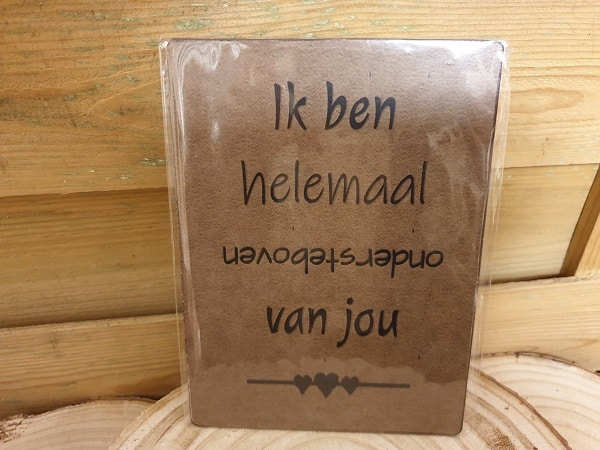 Ik ben
helemaal
ondersteboven
van jou